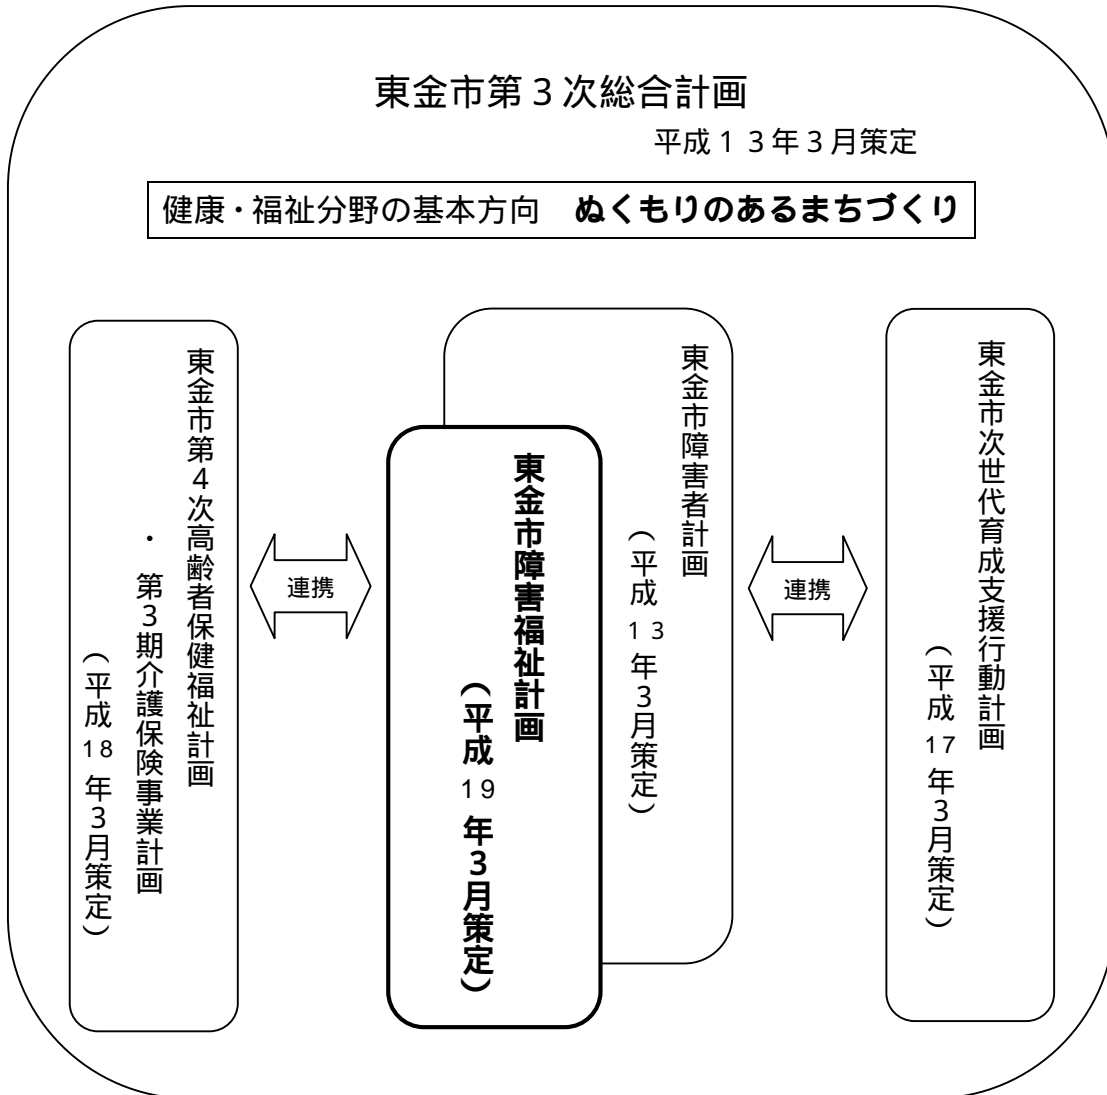 東金市第３次総合計画
平成１３年３月策定
健康・福祉分野の基本方向　ぬくもりのあるまちづくり
東金市第４次高齢者保健福祉計画
・第３期介護保険事業計画
（平成18年３月策定）
連携
東金市障害福祉計画
（平成19年３月策定）
東金市障害者計画
（平成13年３月策定）
連携
東金市次世代育成支援行動計画
（平成17年３月策定）